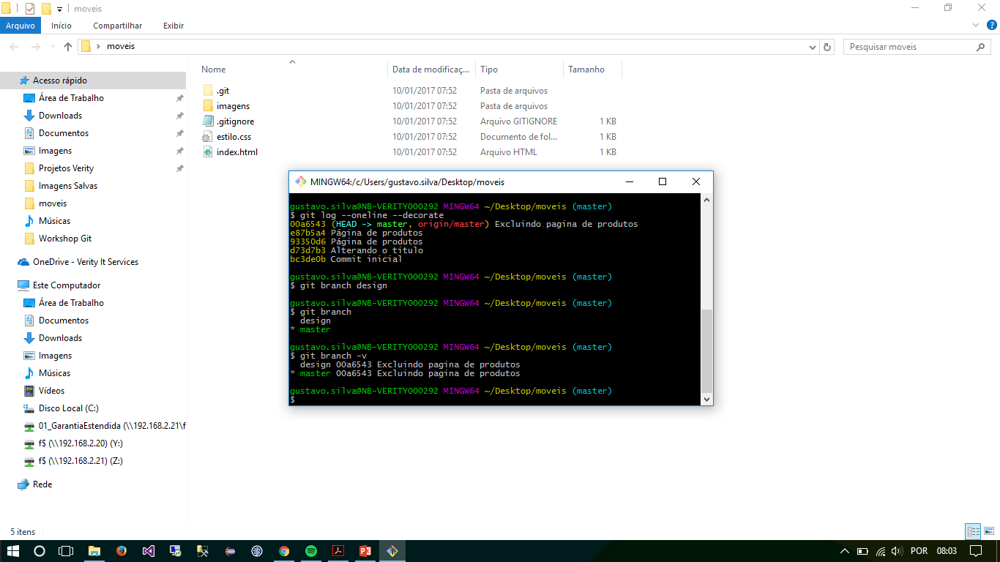 moveis
Arquivo Início Compartilhar Exibir
moveis
Pesquisar moveis
Nome Data de modificaç... Tipo Tamanho
.git 10/01/2017 07:52 Pasta de arquivos
imagens 10/01/2017 07:52 Pasta de arquivos
.gitignore 10/01/2017 07:52 Arquivo GITIGNORE 1 KB
estilo.css 10/01/2017 07:52 Documento de fol... 1 KB
index.html 10/01/2017 07:52 Arquivo HTML 1 KB
Acesso rápido
Área de Trabalho
Downloads
Documentos
Imagens
Projetos Verity
Imagens Salvas
moveis
Músicas
Workshop Git
OneDrive - Verity It Services
Este Computador
Área de Trabalho
Documentos
Downloads
Imagens
Músicas
Vídeos
Disco Local (C:)
01_GarantiaEstendida (\\192.168.2.21\f
f$ (\\192.168.2.20) (Y:)
f$ (\\192.168.2.21) (Z:)
Rede
MINGW64:/c/Users/gustavo.silva/Desktop/moveis
gustavo.silva@NB-VERITY000292 MINGW64 ~/Desktop/moveis (master)
$ git log --oneline --decorate
00a6543 (HEAD -> master, origin/master) Excluindo pagina de produtos
e87b5a4 Página de produtos
93350d6 Página de produtos
d73d7b3 Alterando o titulo
bc3de0b Commit inicial
gustavo.silva@NB-VERITY000292 MINGW64 ~/Desktop/moveis (master)
$ git branch design
gustavo.silva@NB-VERITY000292 MINGW64 ~/Desktop/moveis (master)
$ git branch
design
* master
gustavo.silva@NB-VERITY000292 MINGW64 ~/Desktop/moveis (master)
$ git branch -v
design 00a6543 Excluindo pagina de produtos
* master 00a6543 Excluindo pagina de produtos
gustavo.silva@NB-VERITY000292 MINGW64 ~/Desktop/moveis (master)
$
5 itens
POR 08:03